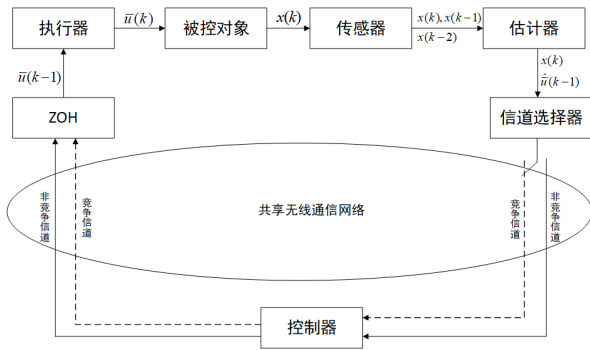 执行器
ū(k)
被控对象
x(k)
传感器
x(k), x(k−1)
x(k−2)
估计器
ū(k−1)
x(k)
ū̂(k−1)
ZOH
信道选择器
非竞争信道
竞争信道
共享无线通信网络
竞争信道
非竞争信道
控制器